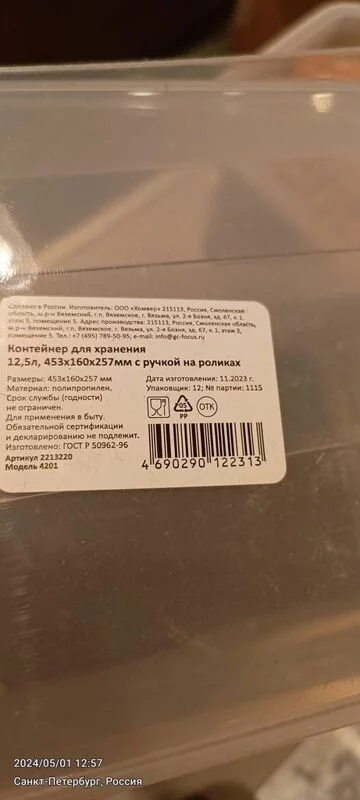 Сделано в России. Изготовитель: ООО «Комвер» 215113, Россия, Смоленская
область, м.р-н Вяземский, г.п. Вяземское, г. Вязьма, ул. 2-я Бозня, зд. 67, к. 1,
этаж 3, помещение 5. Адрес производства: 215113, Россия, Смоленская область,
м.р-н Вяземский, г.п. Вяземское, г. Вязьма, ул. 2-я Бозня, зд. 67, к. 1, этаж 3,
помещение 5. Тел.: +7 (495) 789-50-95; e-mail: info@gc-focus.ru
Контейнер для хранения
12,5л, 453x160x257мм с ручкой на роликах
Размеры: 453x160x257 мм
Материал: полипропилен.
Срок службы (годности)
не ограничен.
Для применения в быту.
Обязательной сертификации
и декларированию не подлежит.
Изготовлено: ГОСТ Р 50962-96
Артикул 2213220
Модель 4201
Дата изготовления: 11.2023 г.
Упаковщик: 12; № партии: 1115
05
PP
ОТК
4 690290 122313
2024/05/01 12:57
Санкт-Петербург, Россия